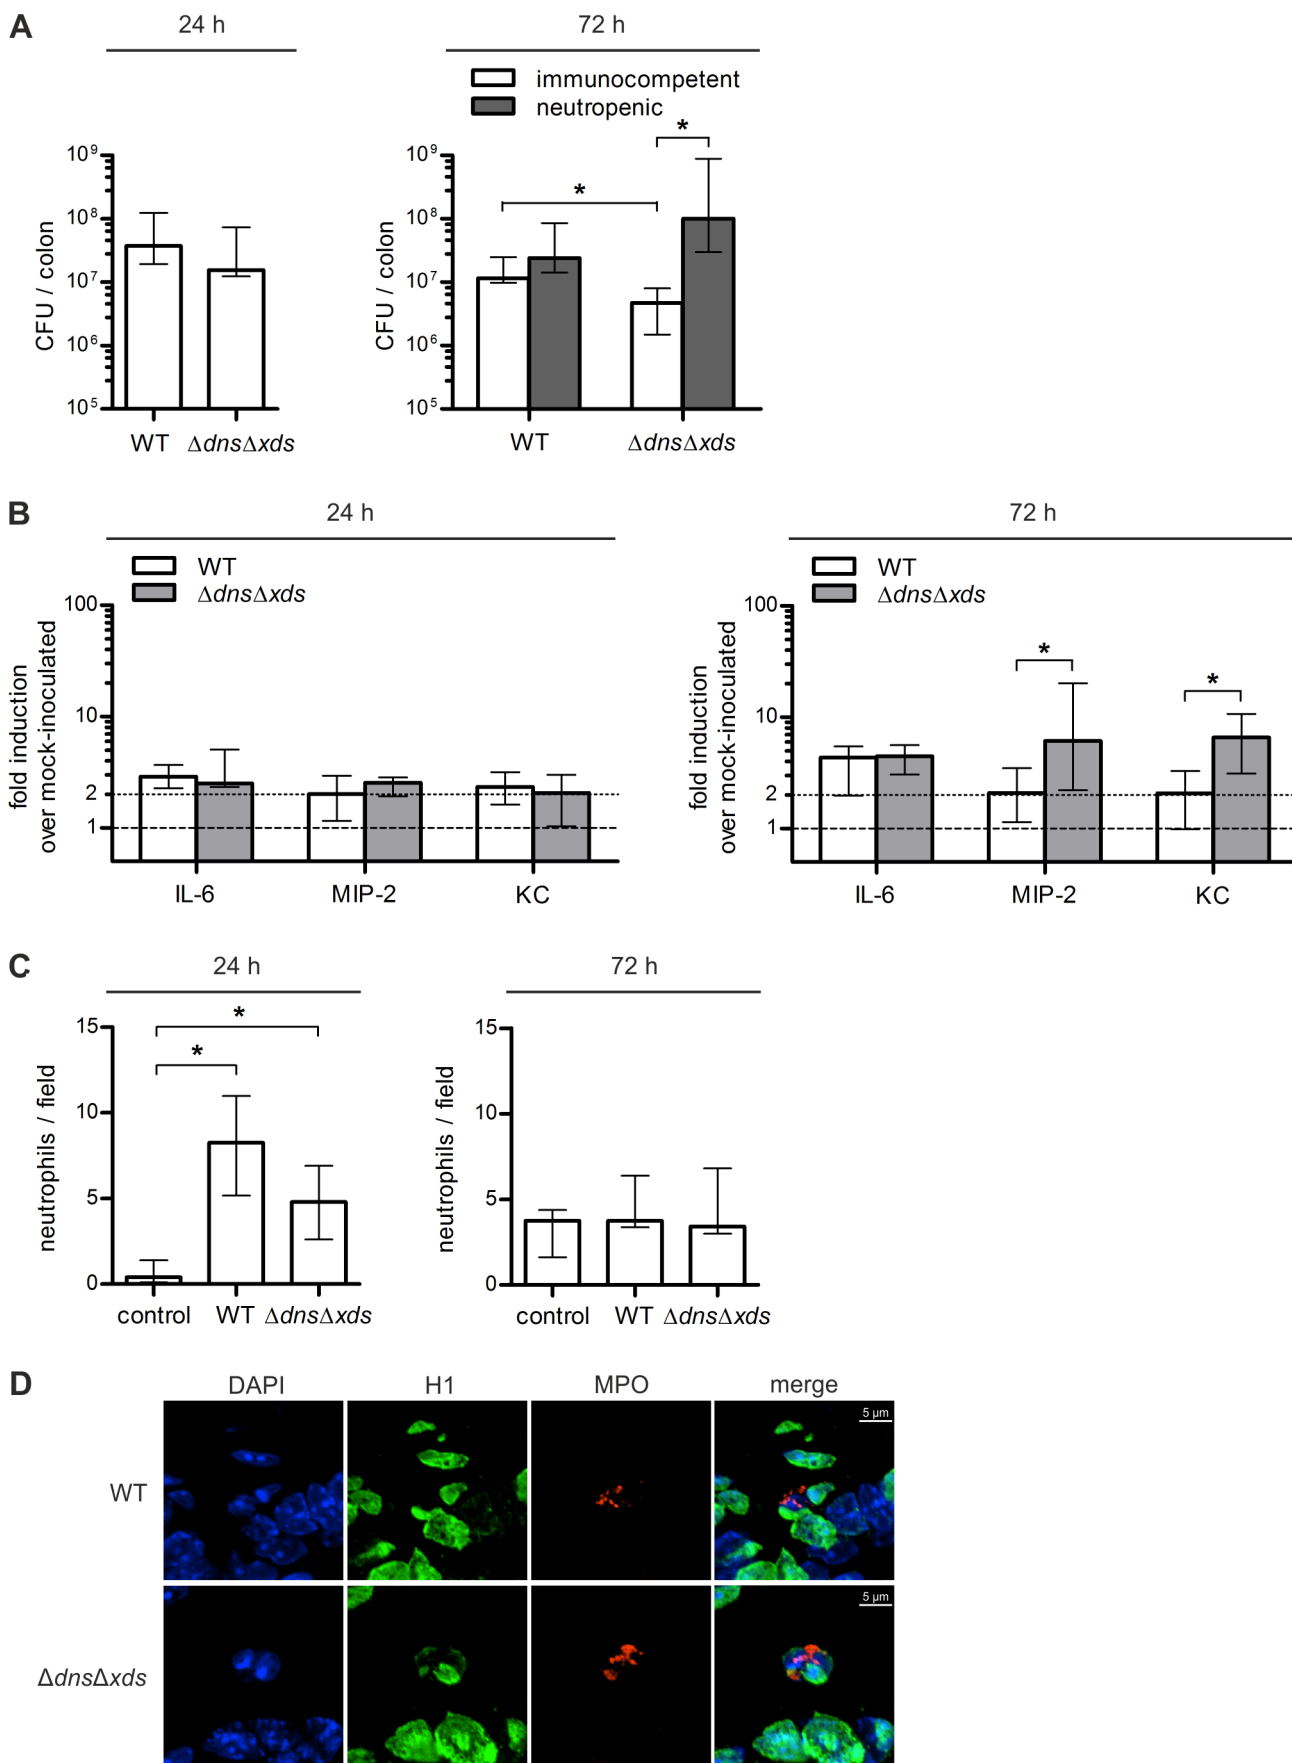 A
24 h
72 h
immunocompetent
neutropenic
*
*
CFU / colon
10⁹
10⁸
10⁷
10⁶
10⁵
WT ΔdnsΔxds
CFU / colon
10⁹
10⁸
10⁷
10⁶
10⁵
WT ΔdnsΔxds
B
24 h
72 h
WT
ΔdnsΔxds
fold induction
over mock-inoculated
100
10
2
1
IL-6 MIP-2 KC
WT
ΔdnsΔxds
*
*
fold induction
over mock-inoculated
100
10
2
1
IL-6 MIP-2 KC
C
24 h
72 h
*
*
neutrophils / field
15
10
5
0
control WT ΔdnsΔxds
neutrophils / field
15
10
5
0
control WT ΔdnsΔxds
D
DAPI H1 MPO merge
WT
5 µm
ΔdnsΔxds
5 µm